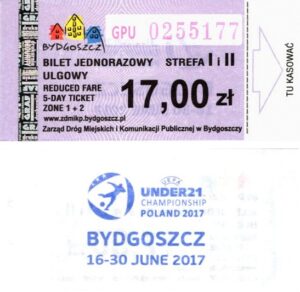 BYDGOSZCZ
GPU 0255177
BILET JEDNORAZOWY STREFA I i II
ULGOWY
REDUCED FARE
5-DAY TICKET
ZONE 1 + 2
17,00 zł
www.zdmikp.bydgoszcz.pl
Zarząd Dróg Miejskich i Komunikacji Publicznej w Bydgoszczy
TU KASOWAĆ
UEFA
UNDER21
CHAMPIONSHIP
POLAND 2017
BYDGOSZCZ
16-30 JUNE 2017